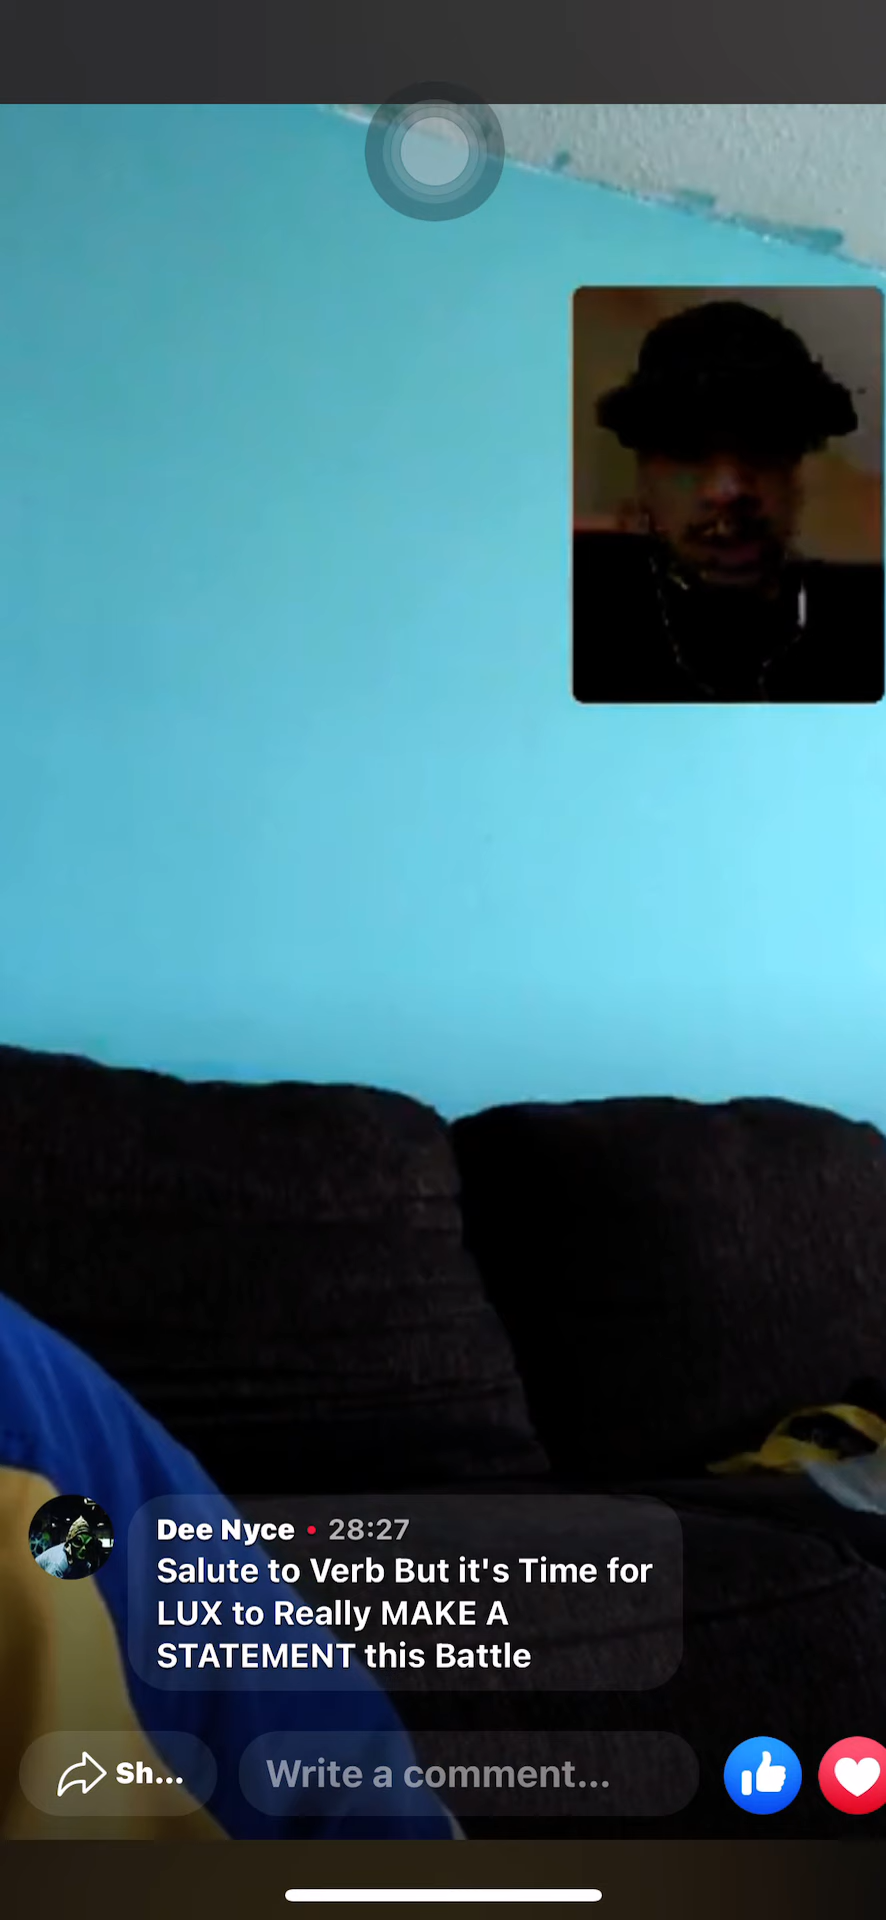 Dee Nyce • 28:27
Salute to Verb But it's Time for
LUX to Really MAKE A
STATEMENT this Battle
Sh...
Write a comment...